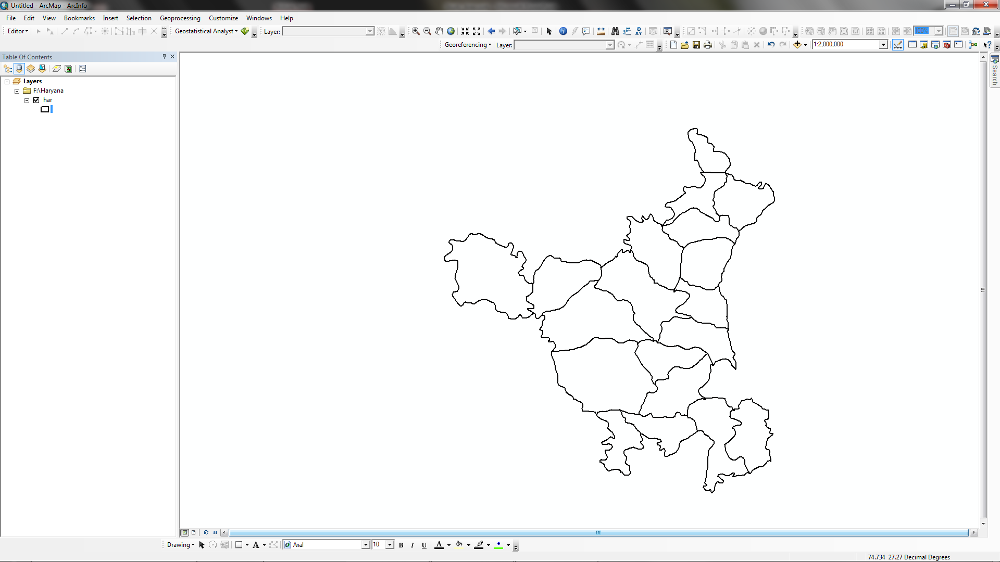 Untitled - ArcMap - ArcInfo
File Edit View Bookmarks Insert Selection Geoprocessing Customize Windows Help
Editor Geostatistical Analyst Layer: XY 100%
Georeferencing Layer: 1:2,000,000
Table Of Contents
Search
Layers
F:\Haryana
har
Drawing A Arial 10 B I U A
74.734 27.27 Decimal Degrees